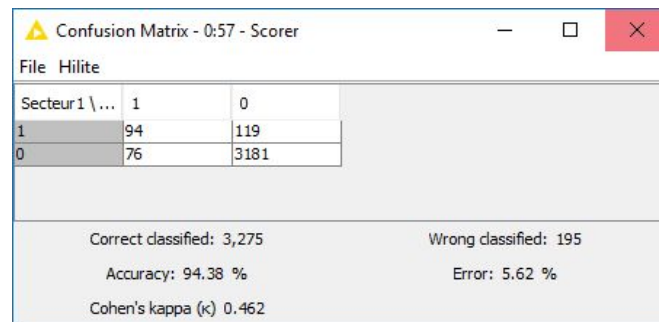 Confusion Matrix - 0:57 - Scorer
File Hilite
Secteur1 \ ... 1 0
1 94 119
0 76 3181
Correct classified: 3,275 Wrong classified: 195
Accuracy: 94.38 % Error: 5.62 %
Cohen's kappa (κ) 0.462